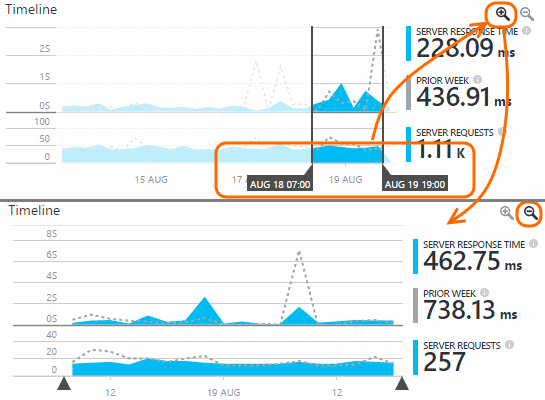 Timeline
SERVER RESPONSE TIME
228.09 ms
PRIOR WEEK
436.91 ms
SERVER REQUESTS
1.11 K
2S
1S
0S
100
50
0
15 AUG
17
19 AUG
AUG 18 07:00
AUG 19 19:00
Timeline
SERVER RESPONSE TIME
462.75 ms
PRIOR WEEK
738.13 ms
SERVER REQUESTS
257
8S
6S
4S
2S
0S
40
20
0
12
19 AUG
12